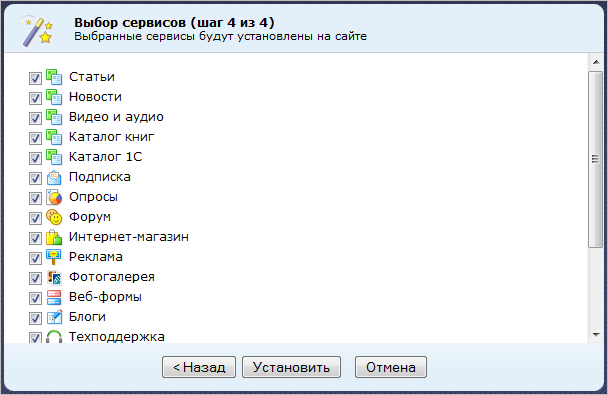 Выбор сервисов (шаг 4 из 4)
Выбранные сервисы будут установлены на сайте
Статьи
Новости
Видео и аудио
Каталог книг
Каталог 1С
Подписка
Опросы
Форум
Интернет-магазин
Реклама
Фотогалерея
Веб-формы
Блоги
Техподдержка
< Назад Установить Отмена